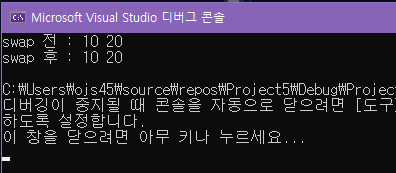 Microsoft Visual Studio 디버그 콘솔
swap 전 : 10 20
swap 후 : 10 20
C:\Users\ojs45\source\repos\Project5\Debug\Projec
디버깅이 중지될 때 콘솔을 자동으로 닫으려면 [도구]
하도록 설정합니다.
이 창을 닫으려면 아무 키나 누르세요...